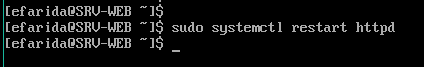 [efarida@SRV-WEB ~]$
[efarida@SRV-WEB ~]$ sudo systemctl restart httpd
[efarida@SRV-WEB ~]$ _